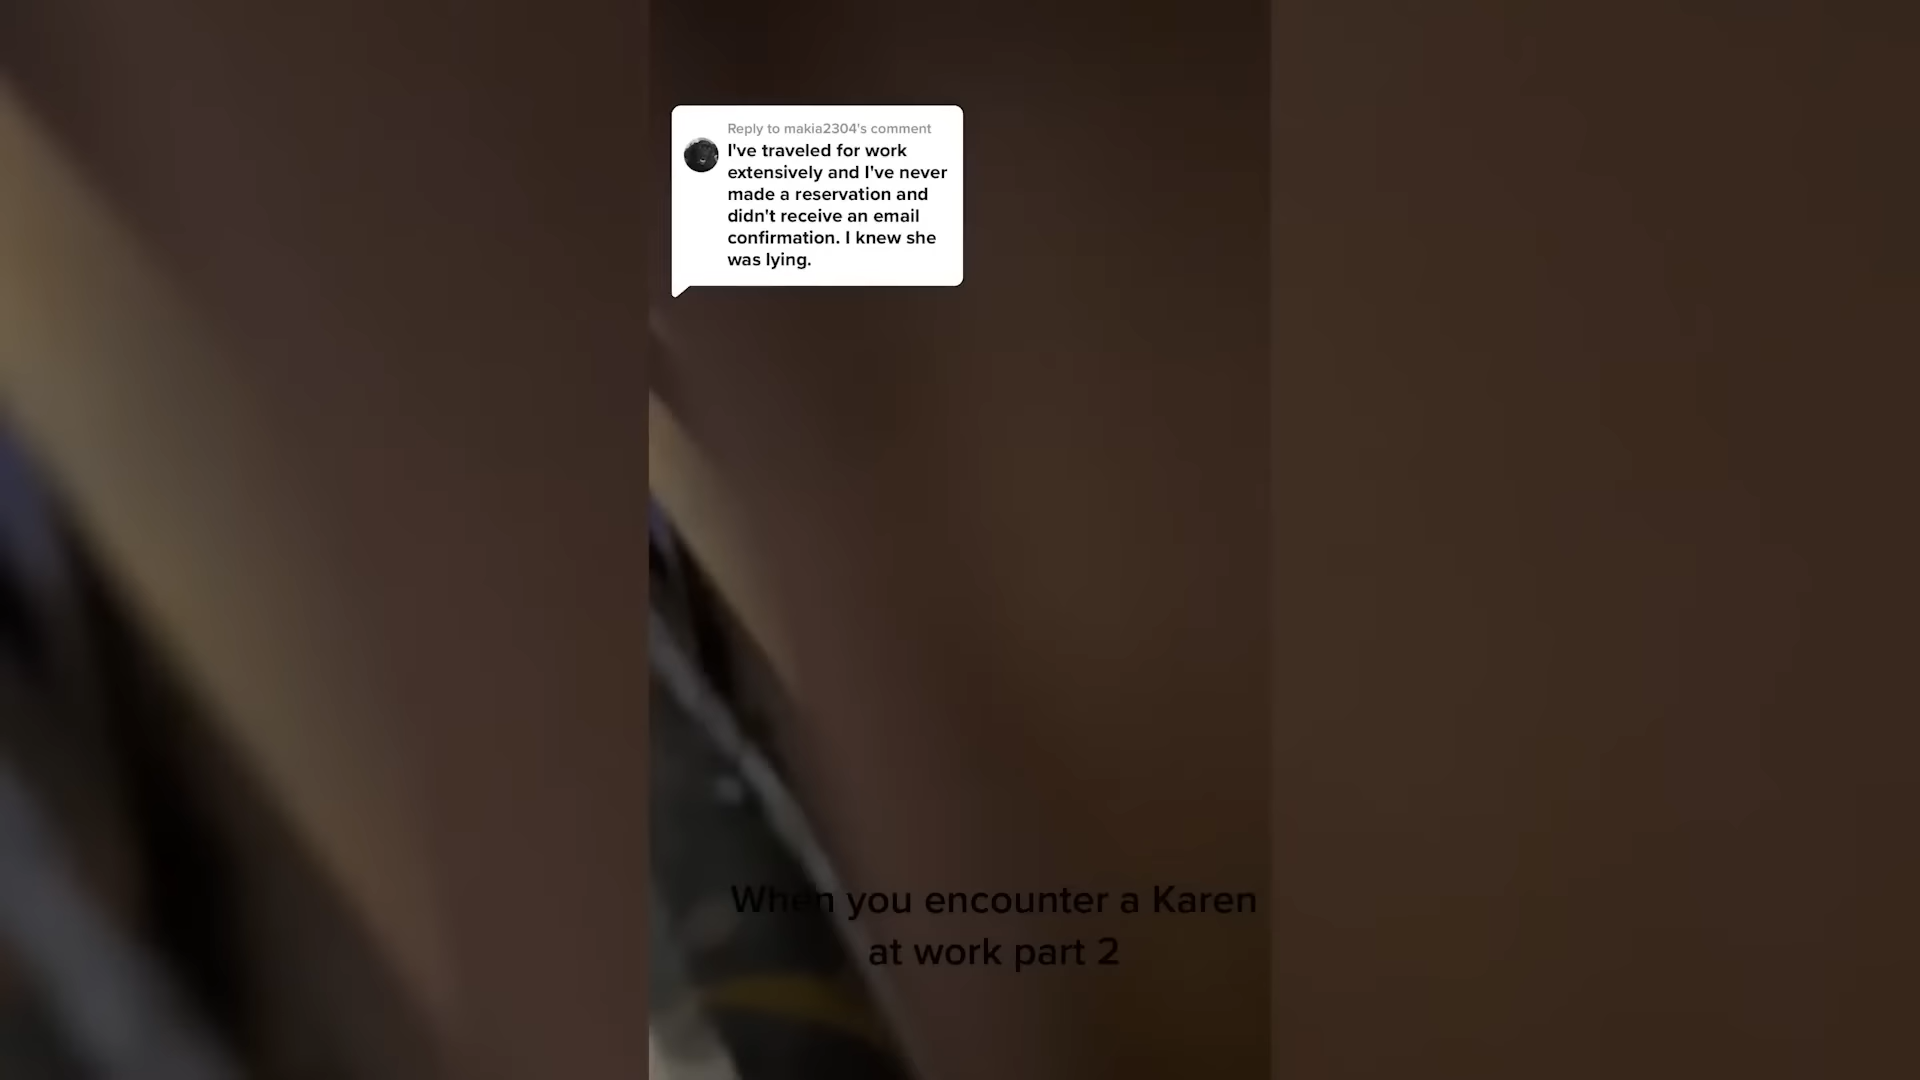 Reply to makia2304's comment
I've traveled for work
extensively and I've never
made a reservation and
didn't receive an email
confirmation. I knew she
was lying.
When you encounter a Karen
at work part 2